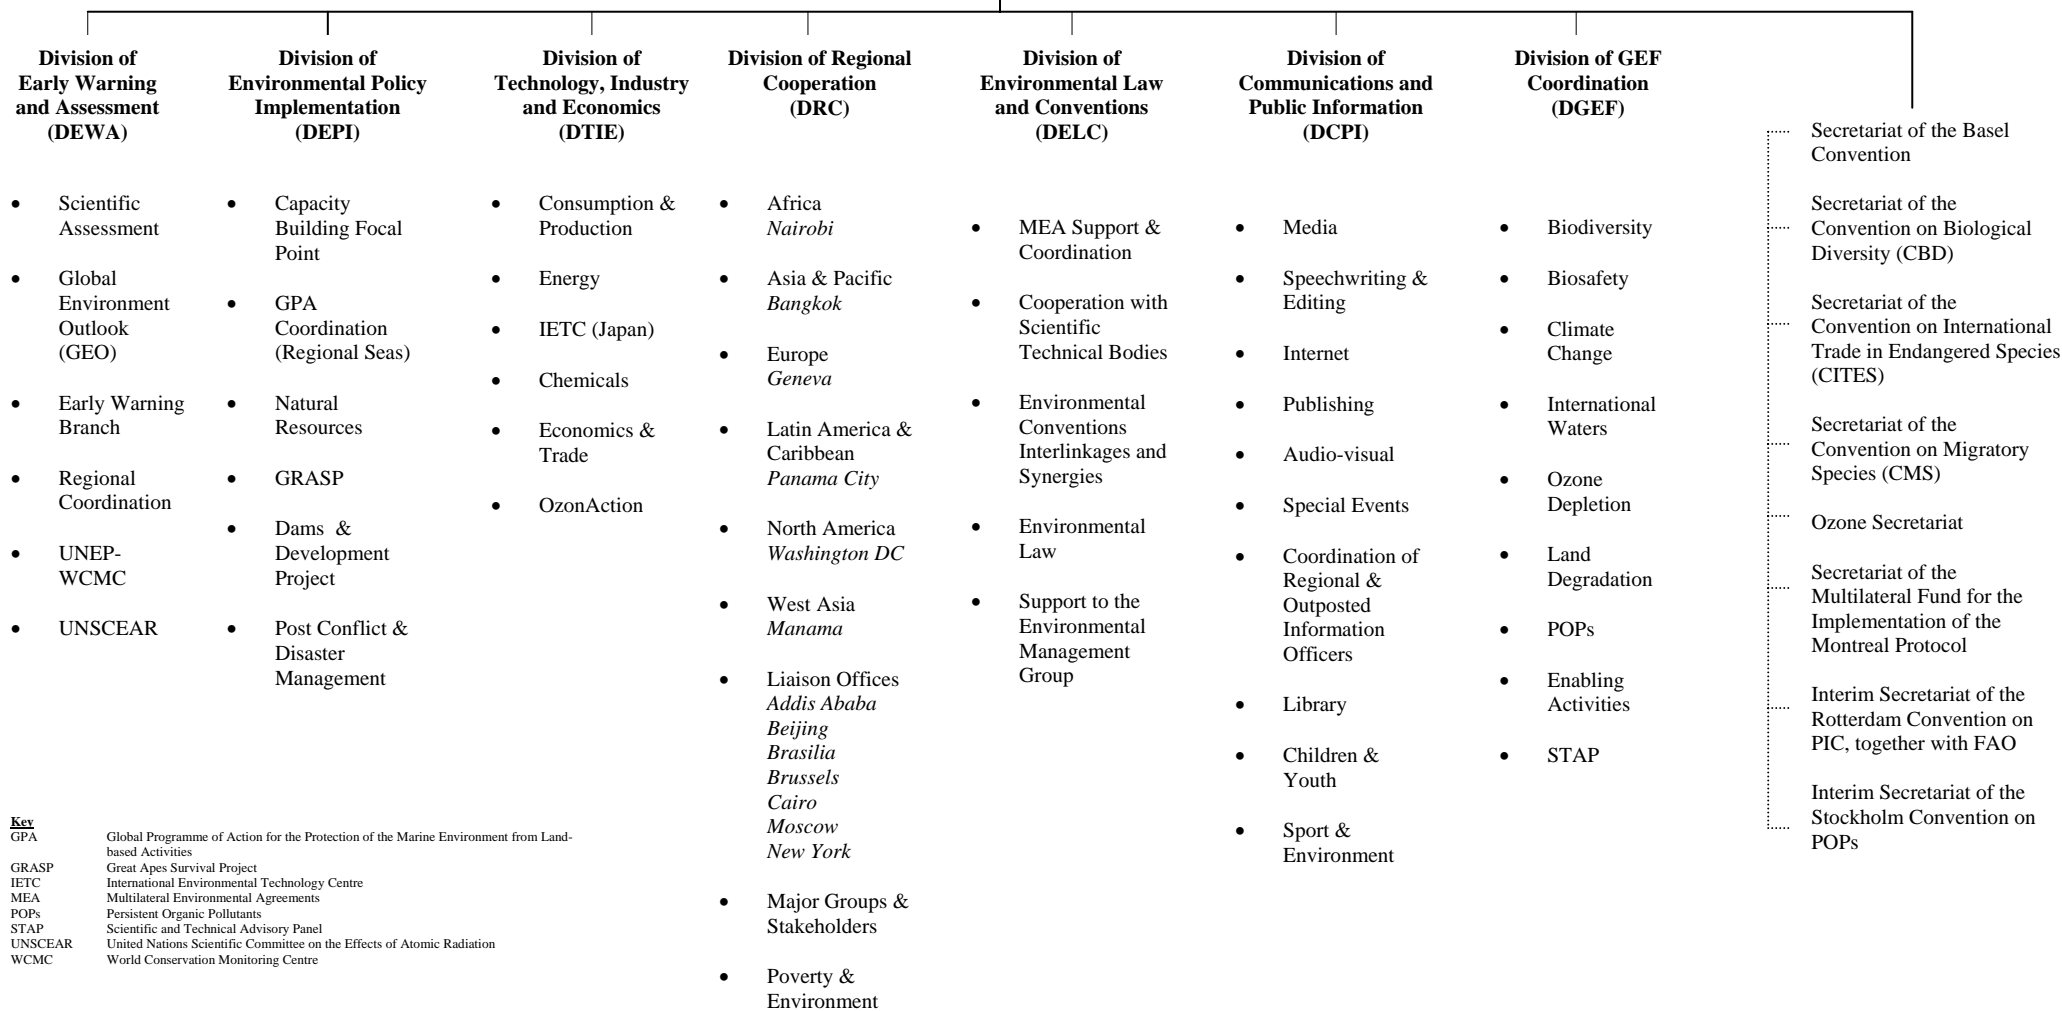 Division of
Early Warning
and Assessment
(DEWA)
• Scientific
Assessment
• Global
Environment
Outlook
(GEO)
• Early Warning
Branch
• Regional
Coordination
• UNEP-
WCMC
• UNSCEAR
Division of
Environmental Policy
Implementation
(DEPI)
• Capacity
Building Focal
Point
• GPA
Coordination
(Regional Seas)
• Natural
Resources
• GRASP
• Dams &
Development
Project
• Post Conflict &
Disaster
Management
Division of
Technology, Industry
and Economics
(DTIE)
• Consumption &
Production
• Energy
• IETC (Japan)
• Chemicals
• Economics &
Trade
• OzonAction
Division of Regional
Cooperation
(DRC)
• Africa
Nairobi
• Asia & Pacific
Bangkok
• Europe
Geneva
• Latin America &
Caribbean
Panama City
• North America
Washington DC
• West Asia
Manama
• Liaison Offices
Addis Ababa
Beijing
Brasilia
Brussels
Cairo
Moscow
New York
• Major Groups &
Stakeholders
• Poverty &
Environment
Division of
Environmental Law
and Conventions
(DELC)
• MEA Support &
Coordination
• Cooperation with
Scientific
Technical Bodies
• Environmental
Conventions
Interlinkages and
Synergies
• Environmental
Law
• Support to the
Environmental
Management
Group
Division of
Communications and
Public Information
(DCPI)
• Media
• Speechwriting &
Editing
• Internet
• Publishing
• Audio-visual
• Special Events
• Coordination of
Regional &
Outposted
Information
Officers
• Library
• Children &
Youth
• Sport &
Environment
Division of GEF
Coordination
(DGEF)
• Biodiversity
• Biosafety
• Climate
Change
• International
Waters
• Ozone
Depletion
• Land
Degradation
• POPs
• Enabling
Activities
• STAP
Secretariat of the Basel
Convention
Secretariat of the
Convention on Biological
Diversity (CBD)
Secretariat of the
Convention on International
Trade in Endangered Species
(CITES)
Secretariat of the
Convention on Migratory
Species (CMS)
Ozone Secretariat
Secretariat of the
Multilateral Fund for the
Implementation of the
Montreal Protocol
Interim Secretariat of the
Rotterdam Convention on
PIC, together with FAO
Interim Secretariat of the
Stockholm Convention on
POPs
Key
GPA Global Programme of Action for the Protection of the Marine Environment from Land-
based Activities
GRASP Great Apes Survival Project
IETC International Environmental Technology Centre
MEA Multilateral Environmental Agreements
POPs Persistent Organic Pollutants
STAP Scientific and Technical Advisory Panel
UNSCEAR United Nations Scientific Committee on the Effects of Atomic Radiation
WCMC World Conservation Monitoring Centre